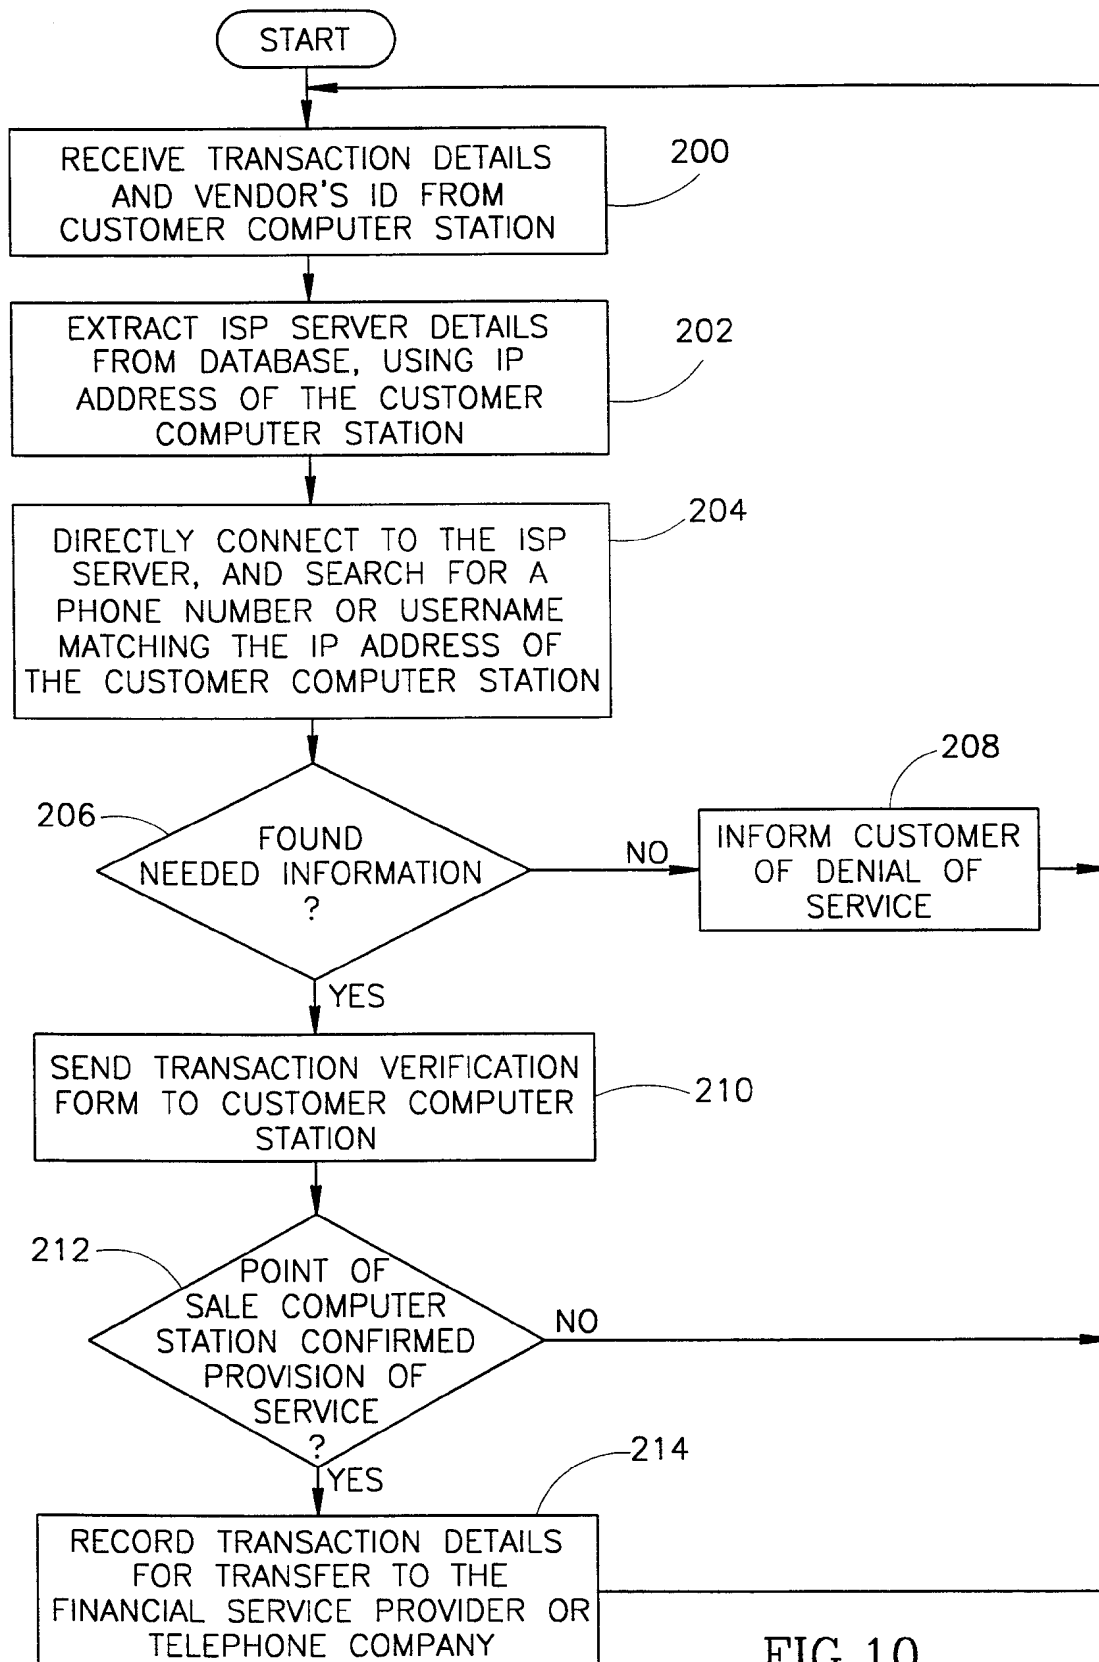 START
RECEIVE TRANSACTION DETAILS
AND VENDOR'S ID FROM
CUSTOMER COMPUTER STATION
200
EXTRACT ISP SERVER DETAILS
FROM DATABASE, USING IP
ADDRESS OF THE CUSTOMER
COMPUTER STATION
202
DIRECTLY CONNECT TO THE ISP
SERVER, AND SEARCH FOR A
PHONE NUMBER OR USERNAME
MATCHING THE IP ADDRESS OF
THE CUSTOMER COMPUTER STATION
204
206
FOUND
NEEDED INFORMATION
?
NO
208
INFORM CUSTOMER
OF DENIAL OF
SERVICE
YES
SEND TRANSACTION VERIFICATION
FORM TO CUSTOMER COMPUTER
STATION
210
212
POINT OF
SALE COMPUTER
STATION CONFIRMED
PROVISION OF
SERVICE
?
NO
YES
214
RECORD TRANSACTION DETAILS
FOR TRANSFER TO THE
FINANCIAL SERVICE PROVIDER OR
TELEPHONE COMPANY
FIG.10